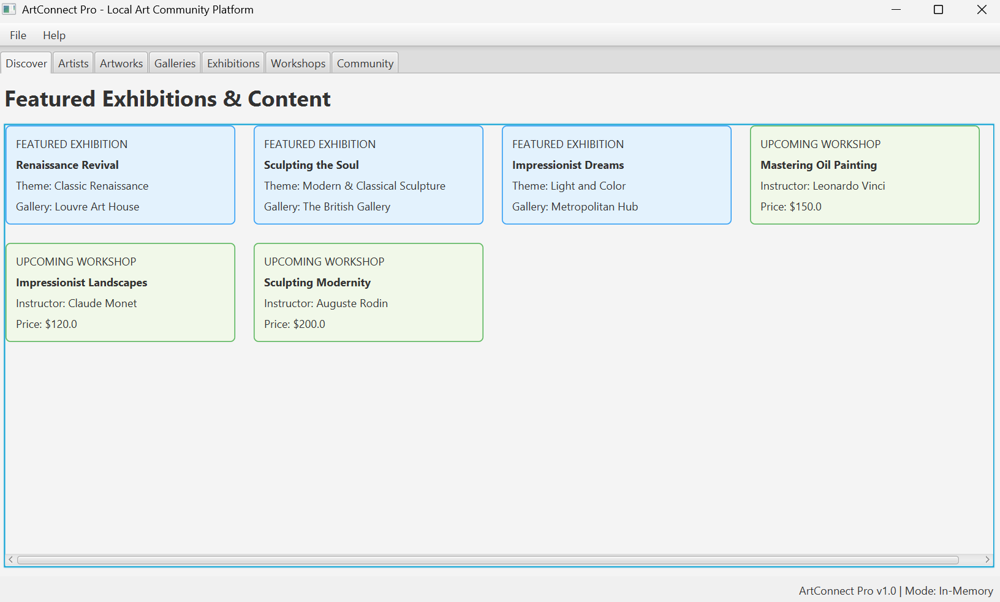 ArtConnect Pro - Local Art Community Platform
File Help
Discover Artists Artworks Galleries Exhibitions Workshops Community
Featured Exhibitions & Content
FEATURED EXHIBITION
Renaissance Revival
Theme: Classic Renaissance
Gallery: Louvre Art House
FEATURED EXHIBITION
Sculpting the Soul
Theme: Modern & Classical Sculpture
Gallery: The British Gallery
FEATURED EXHIBITION
Impressionist Dreams
Theme: Light and Color
Gallery: Metropolitan Hub
UPCOMING WORKSHOP
Mastering Oil Painting
Instructor: Leonardo Vinci
Price: $150.0
UPCOMING WORKSHOP
Impressionist Landscapes
Instructor: Claude Monet
Price: $120.0
UPCOMING WORKSHOP
Sculpting Modernity
Instructor: Auguste Rodin
Price: $200.0
ArtConnect Pro v1.0 | Mode: In-Memory